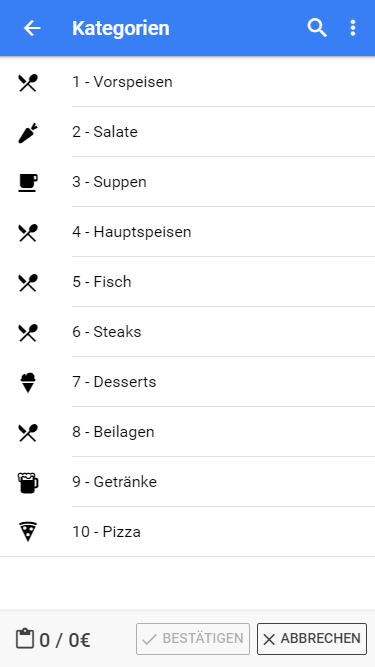 Kategorien
1 - Vorspeisen
2 - Salate
3 - Suppen
4 - Hauptspeisen
5 - Fisch
6 - Steaks
7 - Desserts
8 - Beilagen
9 - Getränke
10 - Pizza
0 / 0€ BESTÄTIGEN ABBRECHEN